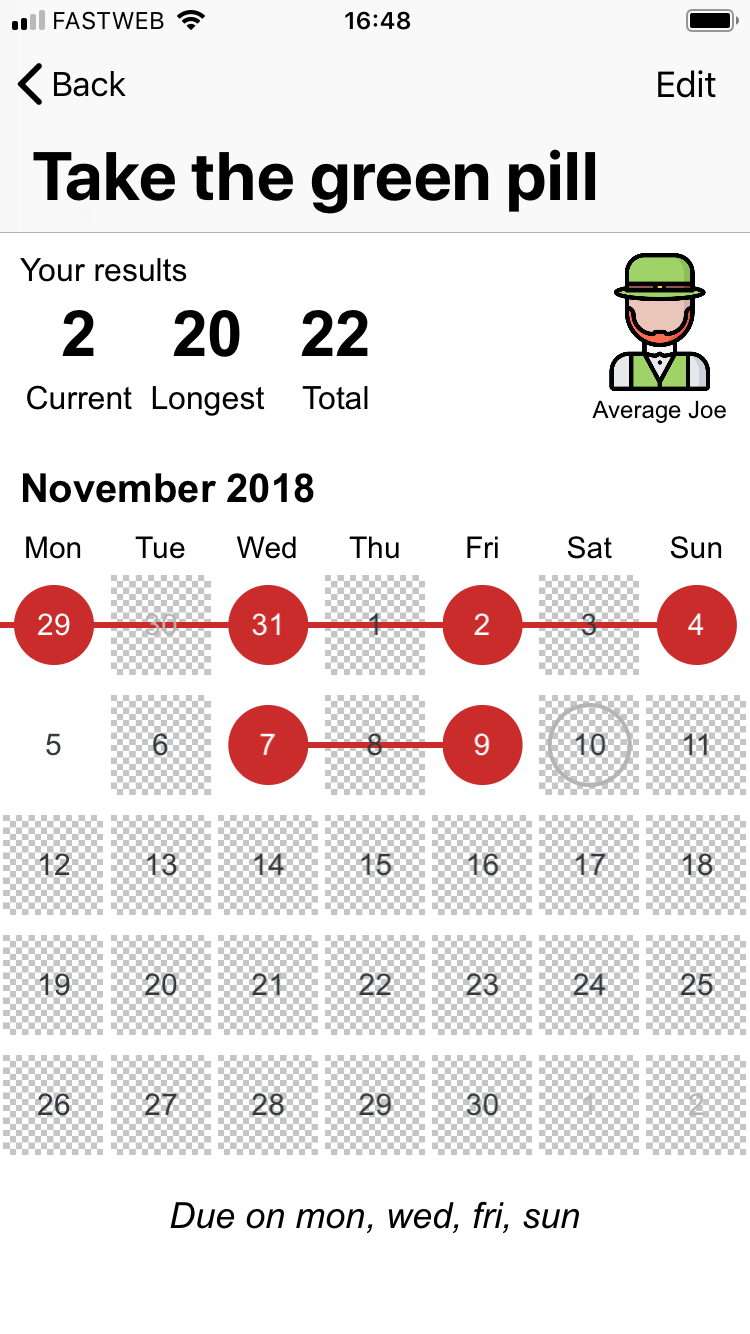 FASTWEB 16:48
Back Edit
Take the green pill
Your results
2 20 22
Current Longest Total
Average Joe
November 2018
Mon Tue Wed Thu Fri Sat Sun
29 30 31 1 2 3 4
5 6 7 8 9 10 11
12 13 14 15 16 17 18
19 20 21 22 23 24 25
26 27 28 29 30 1 2
Due on mon, wed, fri, sun